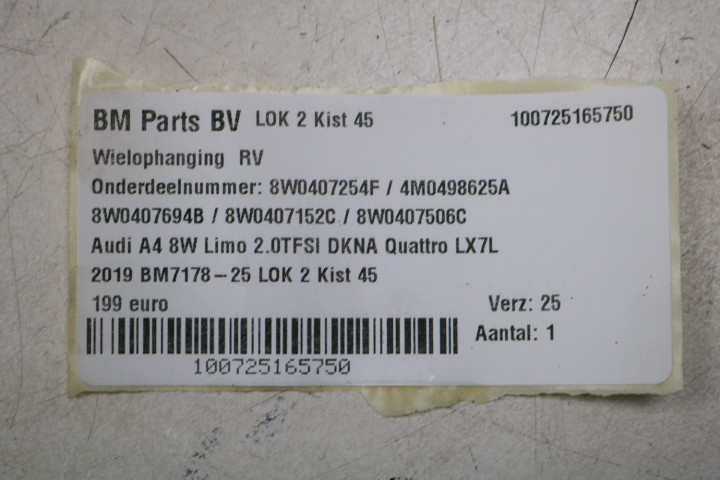 BM Parts BV LOK 2 Kist 45 100725165750
Wielophanging RV
Onderdeelnummer: 8W0407254F / 4M0498625A
8W0407694B / 8W0407152C / 8W0407506C
Audi A4 8W Limo 2.0TFSI DKNA Quattro LX7L
2019 BM7178-25 LOK 2 Kist 45
199 euro Verz: 25
Aantal: 1
100725165750